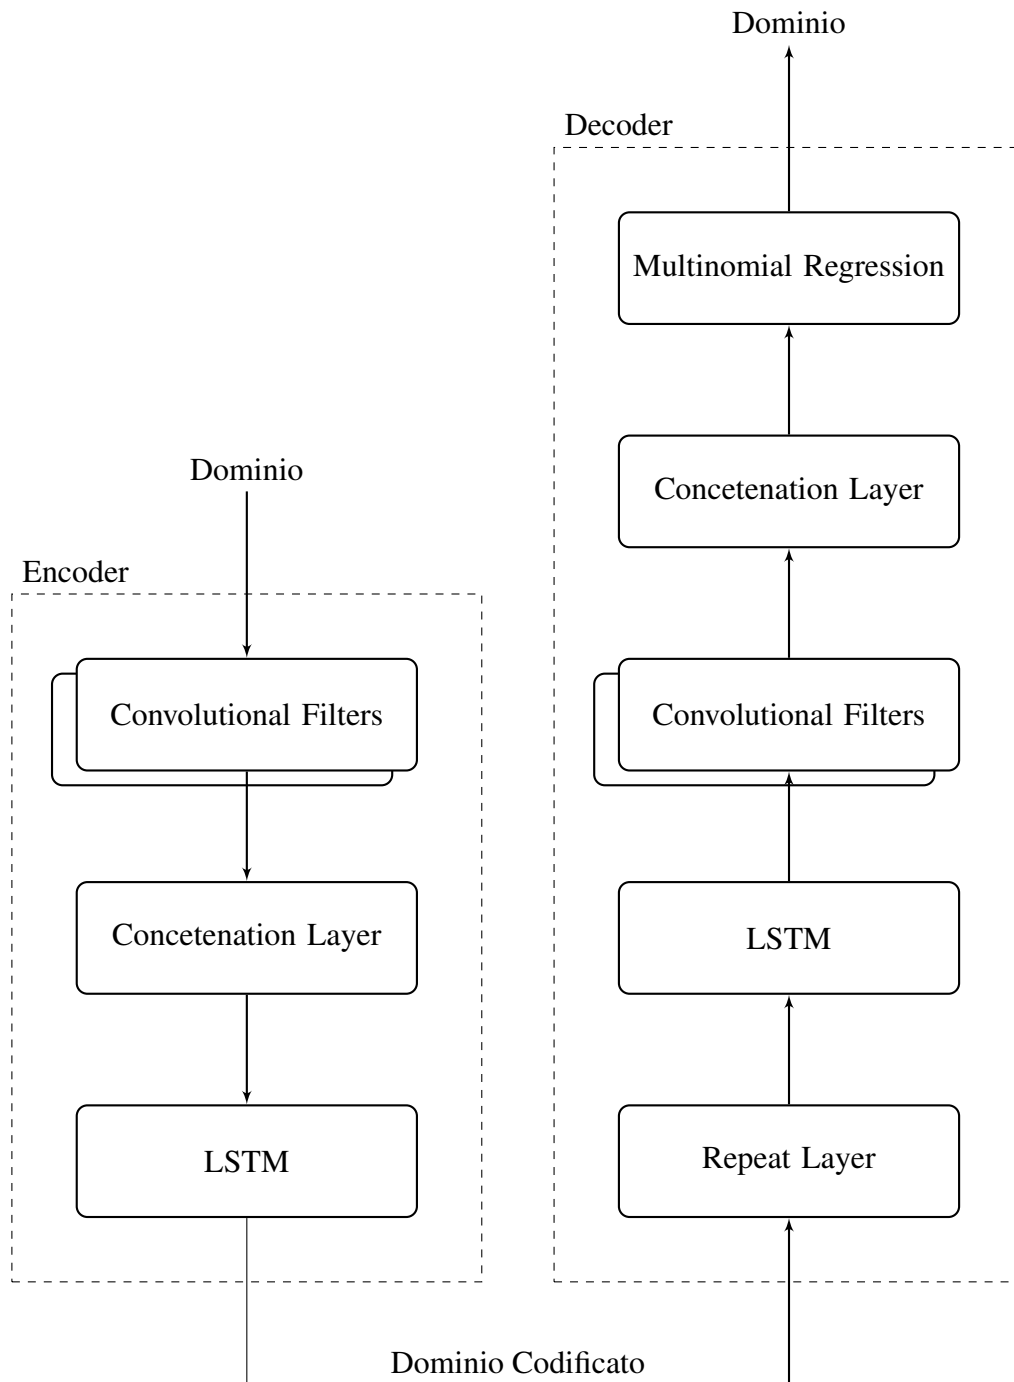 Dominio
Encoder
Convolutional Filters
Concetenation Layer
LSTM
Dominio Codificato
Repeat Layer
LSTM
Convolutional Filters
Concetenation Layer
Multinomial Regression
Decoder
Dominio